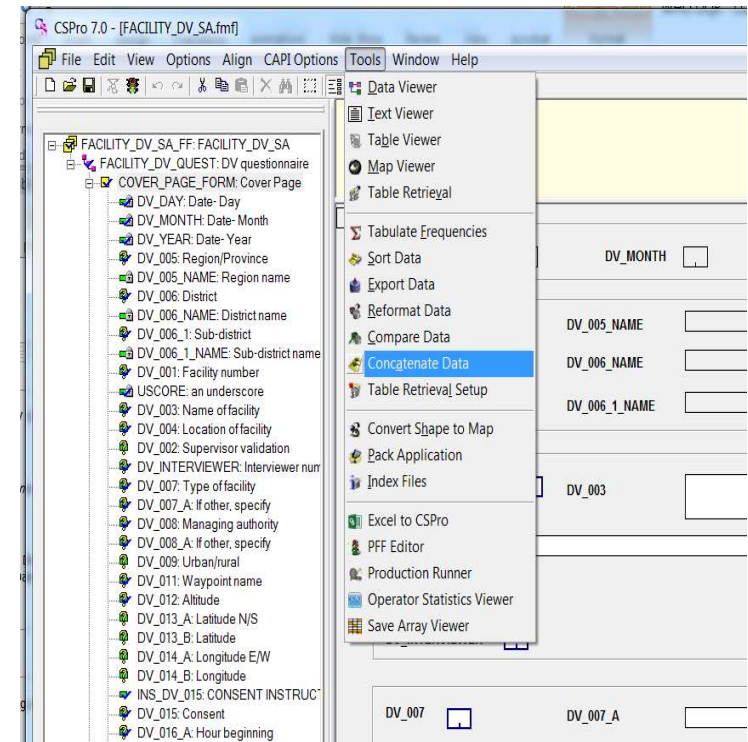 CSPro 7.0 - [FACILITY_DV_SA.fmf]
File Edit View Options Align CAPI Options Tools Window Help
FACILITY_DV_SA_FF: FACILITY_DV_SA
FACILITY_DV_QUEST: DV questionnaire
COVER_PAGE_FORM: Cover Page
DV_DAY: Date- Day
DV_MONTH: Date- Month
DV_YEAR: Date- Year
DV_005: Region/Province
DV_005_NAME: Region name
DV_006: District
DV_006_NAME: District name
DV_006_1: Sub-district
DV_006_1_NAME: Sub-district name
DV_001: Facility number
USCORE: an underscore
DV_003: Name of facility
DV_004: Location of facility
DV_002: Supervisor validation
DV_INTERVIEWER: Interviewer num
DV_007: Type of facility
DV_007_A: If other, specify
DV_008: Managing authority
DV_008_A: If other, specify
DV_009: Urban/rural
DV_011: Waypoint name
DV_012: Altitude
DV_013_A: Latitude N/S
DV_013_B: Latitude
DV_014_A: Longitude E/W
DV_014_B: Longitude
INS_DV_015: CONSENT INSTRUC
DV_015: Consent
DV_016_A: Hour beginning
Data Viewer
Text Viewer
Table Viewer
Map Viewer
Table Retrieval
Tabulate Frequencies
Sort Data
Export Data
Reformat Data
Compare Data
Concatenate Data
Table Retrieval Setup
Convert Shape to Map
Pack Application
Index Files
Excel to CSPro
PFF Editor
Production Runner
Operator Statistics Viewer
Save Array Viewer
DV_MONTH
DV_005_NAME
DV_006_NAME
DV_006_1_NAME
DV_003
DV_INTERVIEWER
DV_007
DV_007_A